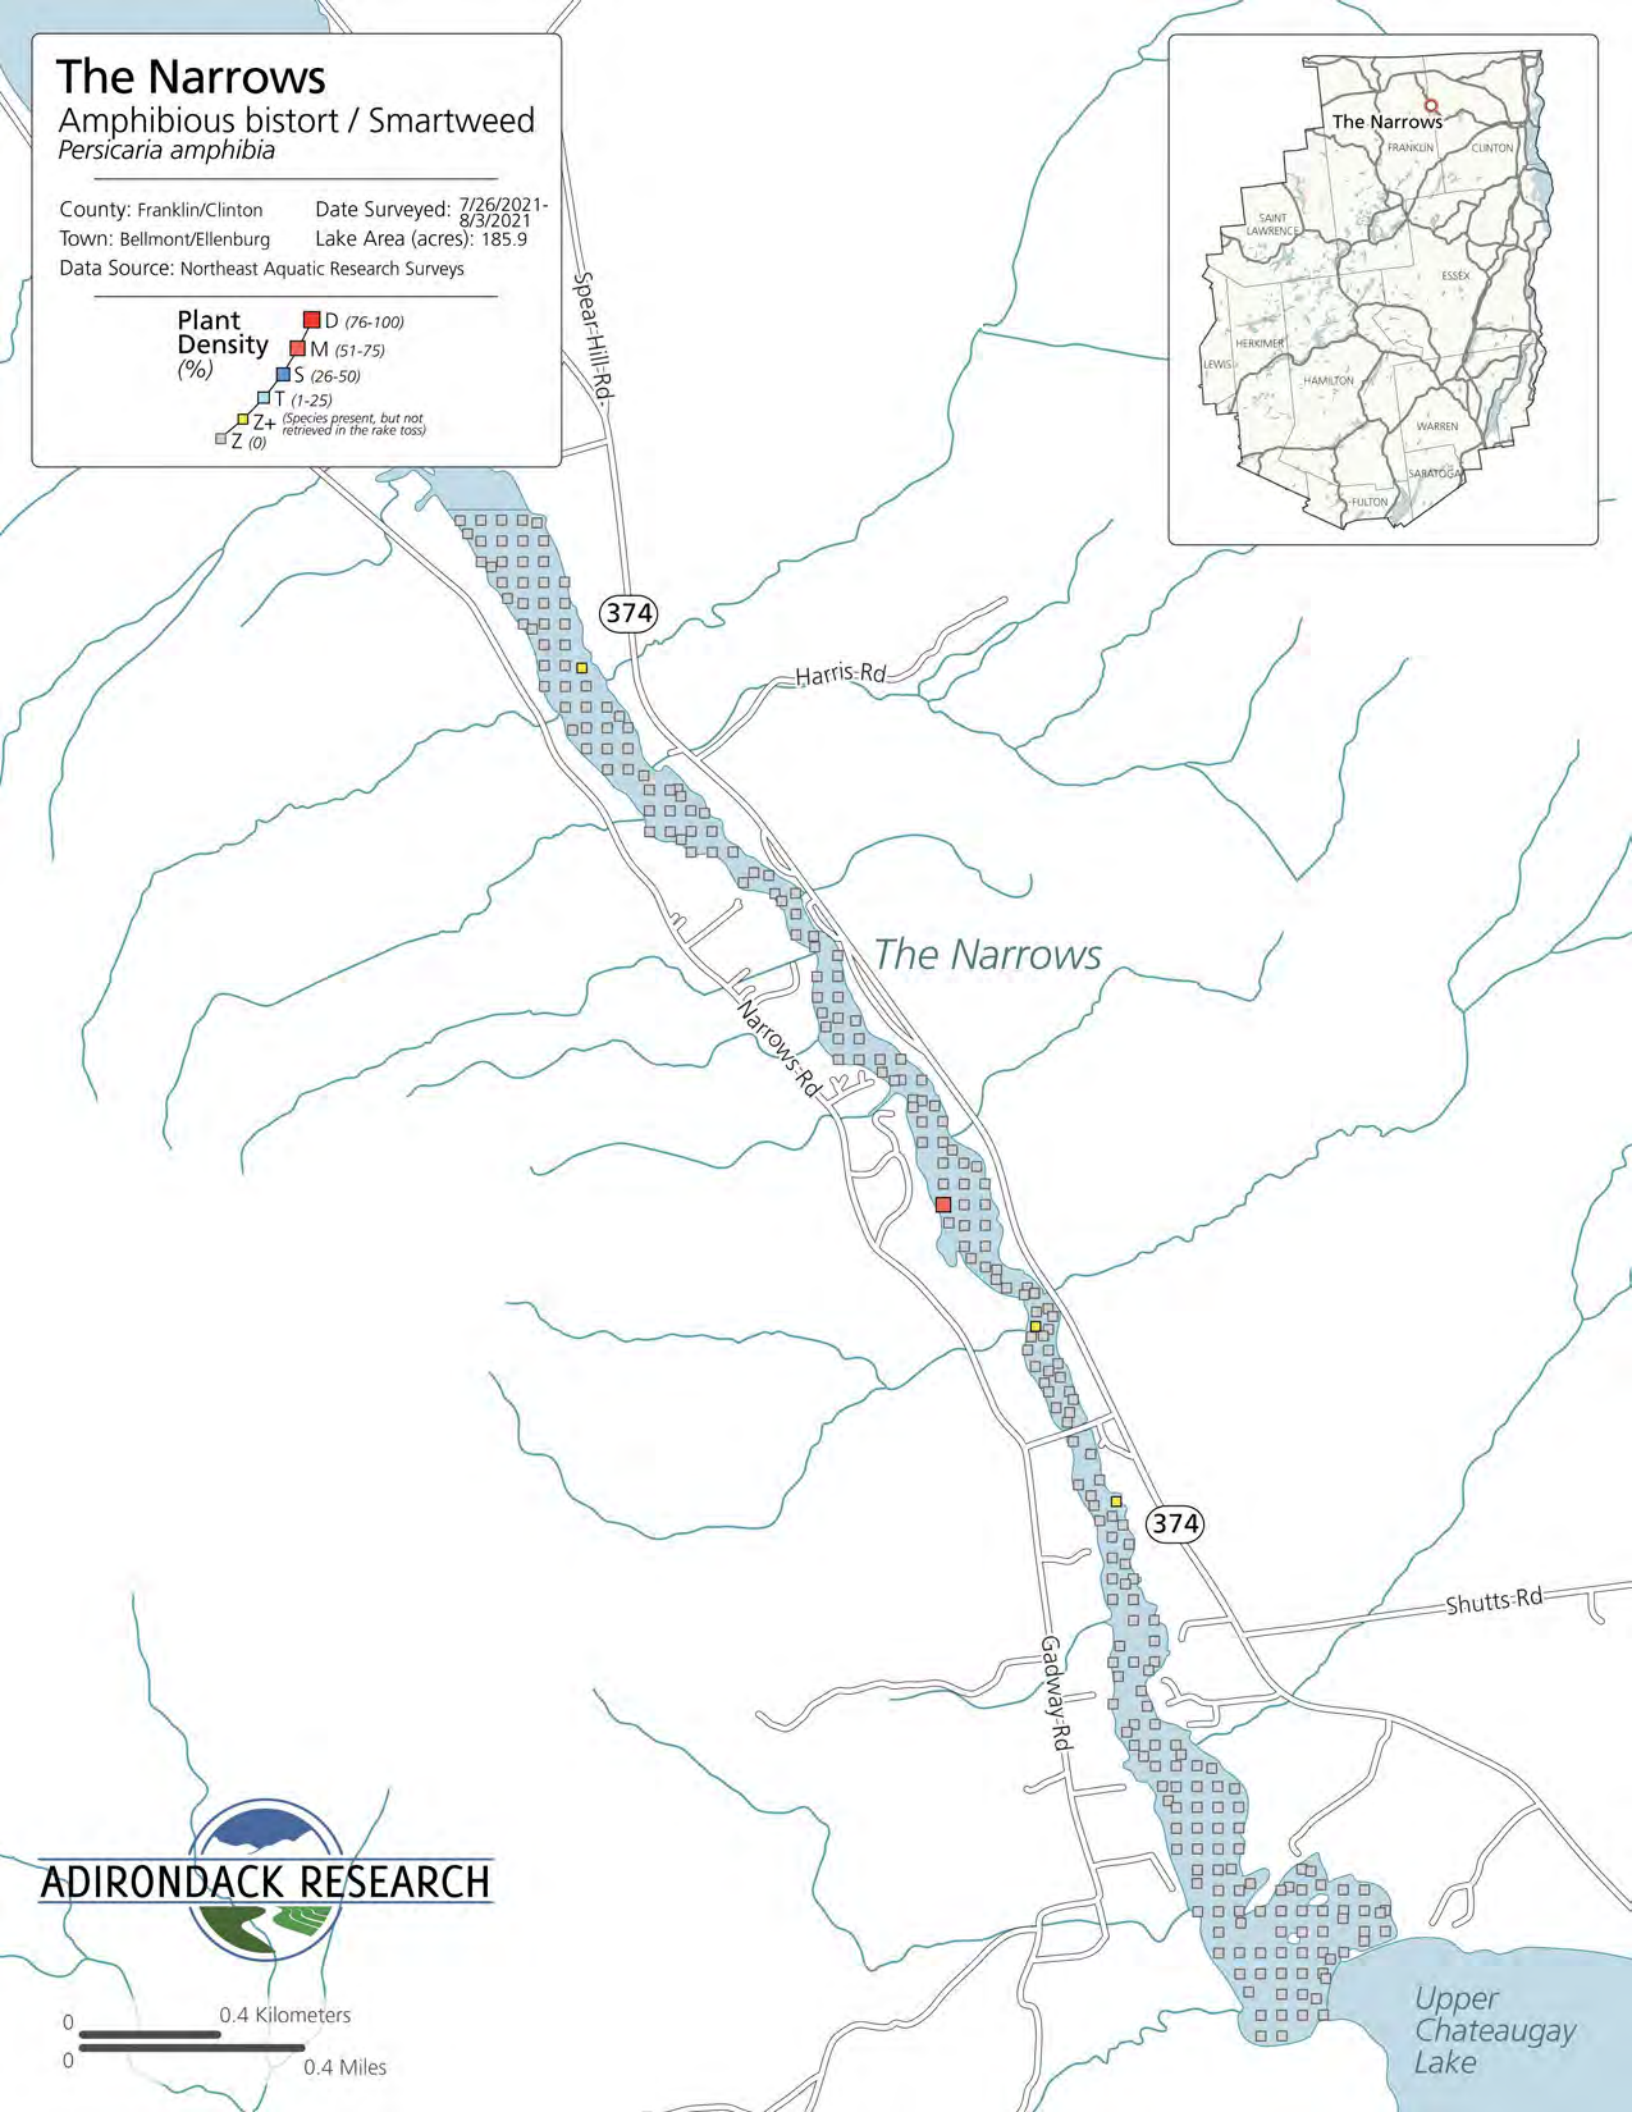 The Narrows
Amphibious bistort / Smartweed
Persicaria amphibia
County: Franklin/Clinton
Date Surveyed: 7/26/2021-
8/3/2021
Town: Bellmont/Ellenburg
Lake Area (acres): 185.9
Data Source: Northeast Aquatic Research Surveys
Plant
Density
(%)
D (76-100)
M (51-75)
S (26-50)
T (1-25)
Z+ (Species present, but not
retrieved in the rake toss)
Z (0)
The Narrows
FRANKLIN
CLINTON
SAINT
LAWRENCE
ESSEX
HERKIMER
LEWIS
HAMILTON
WARREN
SARATOGA
FULTON
Spear-Hill-Rd-
374
Harris-Rd
The Narrows
Narrows-Rd
374
Shutts-Rd
Gadway-Rd
ADIRONDACK RESEARCH
0 0.4 Kilometers
0 0.4 Miles
Upper
Chateaugay
Lake